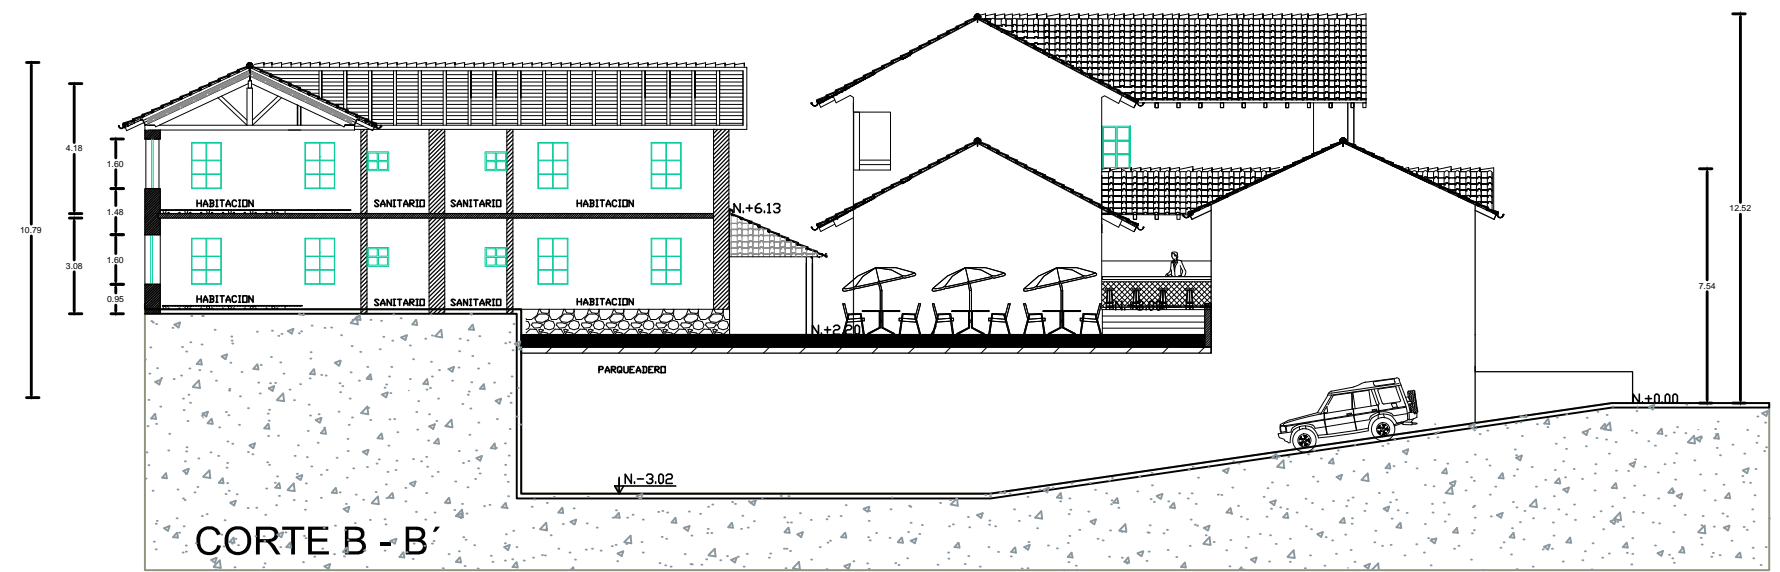 4.18
1.60
HABITACION
SANITARIO
SANITARIO
HABITACION
N.+6.13
12.52
1.48
10.79
1.60
3.08
7.54
0.95
HABITACION
SANITARIO
SANITARIO
HABITACION
N.+2.20
PARQUEADERO
N.+0.00
N.-3.02
CORTE B - B´